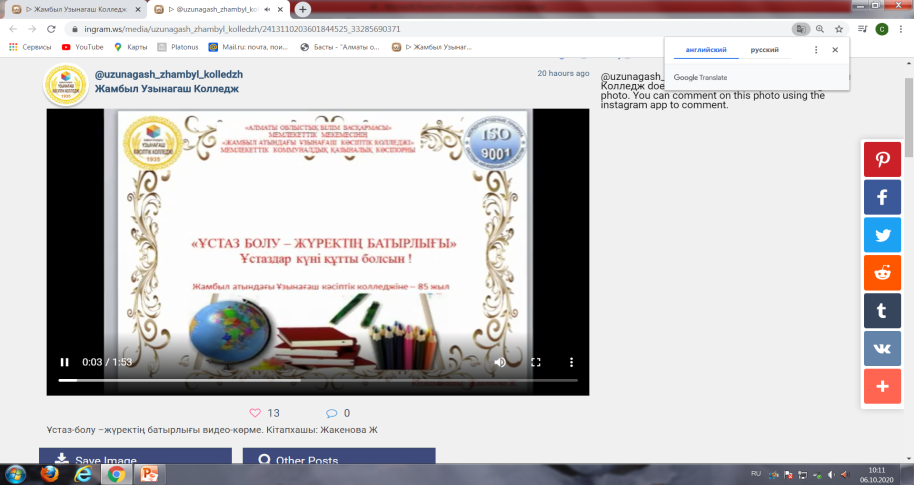 ▷ Жамбыл Узынағаш Колледж
▷ @uzunagash_zhambyl_kolledzh
ingram.ws/media/uzunagash_zhambyl_kolledzh/2413110203601844525_33285690371
Сервисы
YouTube
Карты
Platonus
Mail.ru: почта, пои...
Басты - "Алматы о...
▷ Жамбыл Узынағ...
английский
русский
Google Translate
@uzunagash_zhambyl_kolledzh
Жамбыл Узынағаш Колледж
20 haours ago
@uzunagash_
Колледж doe
photo. You can comment on this photo using the
instagram app to comment.
«АЛМАТЫ ОБЛЫСТЫҚ БІЛІМ БАСҚАРМАСЫ»
МЕМЛЕКЕТТІК МЕКЕМЕСІНІҢ
«ЖАМБЫЛ АТЫНДАҒЫ ҰЗЫНАҒАШ КӘСІПТІК КОЛЛЕДЖІ»
МЕМЛЕКЕТТІК КОММУНАЛДЫҚ ҚАЗЫНАЛЫҚ КӘСІПОРНЫ
1935
ISO
9001
«ҰСТАЗ БОЛУ – ЖҮРЕКТІҢ БАТЫРЛЫҒЫ»
Ұстаздар күні құтты болсын !
Жамбыл атындағы Ұзынағаш кәсіптік колледжіне – 85 жыл
0:03 / 1:53
13
0
Ұстаз-болу –жүректің батырлығы видео-көрме. Кітапхашы: Жакенова Ж
Save Image
Other Posts
RU
10:11
06.10.2020